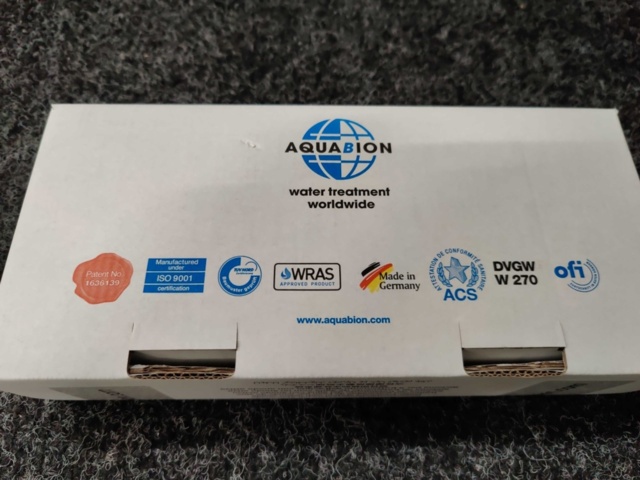 AQUABION
water treatment
worldwide
Patent No.
1636139
Manufactured
under
ISO 9001
certification
WRAS
APPROVED PRODUCT
Made in
Germany
ATTESTATION DE CONFORMITÉ SANITAIRE
ACS
DVGW
W 270
ofi
www.aquabion.com